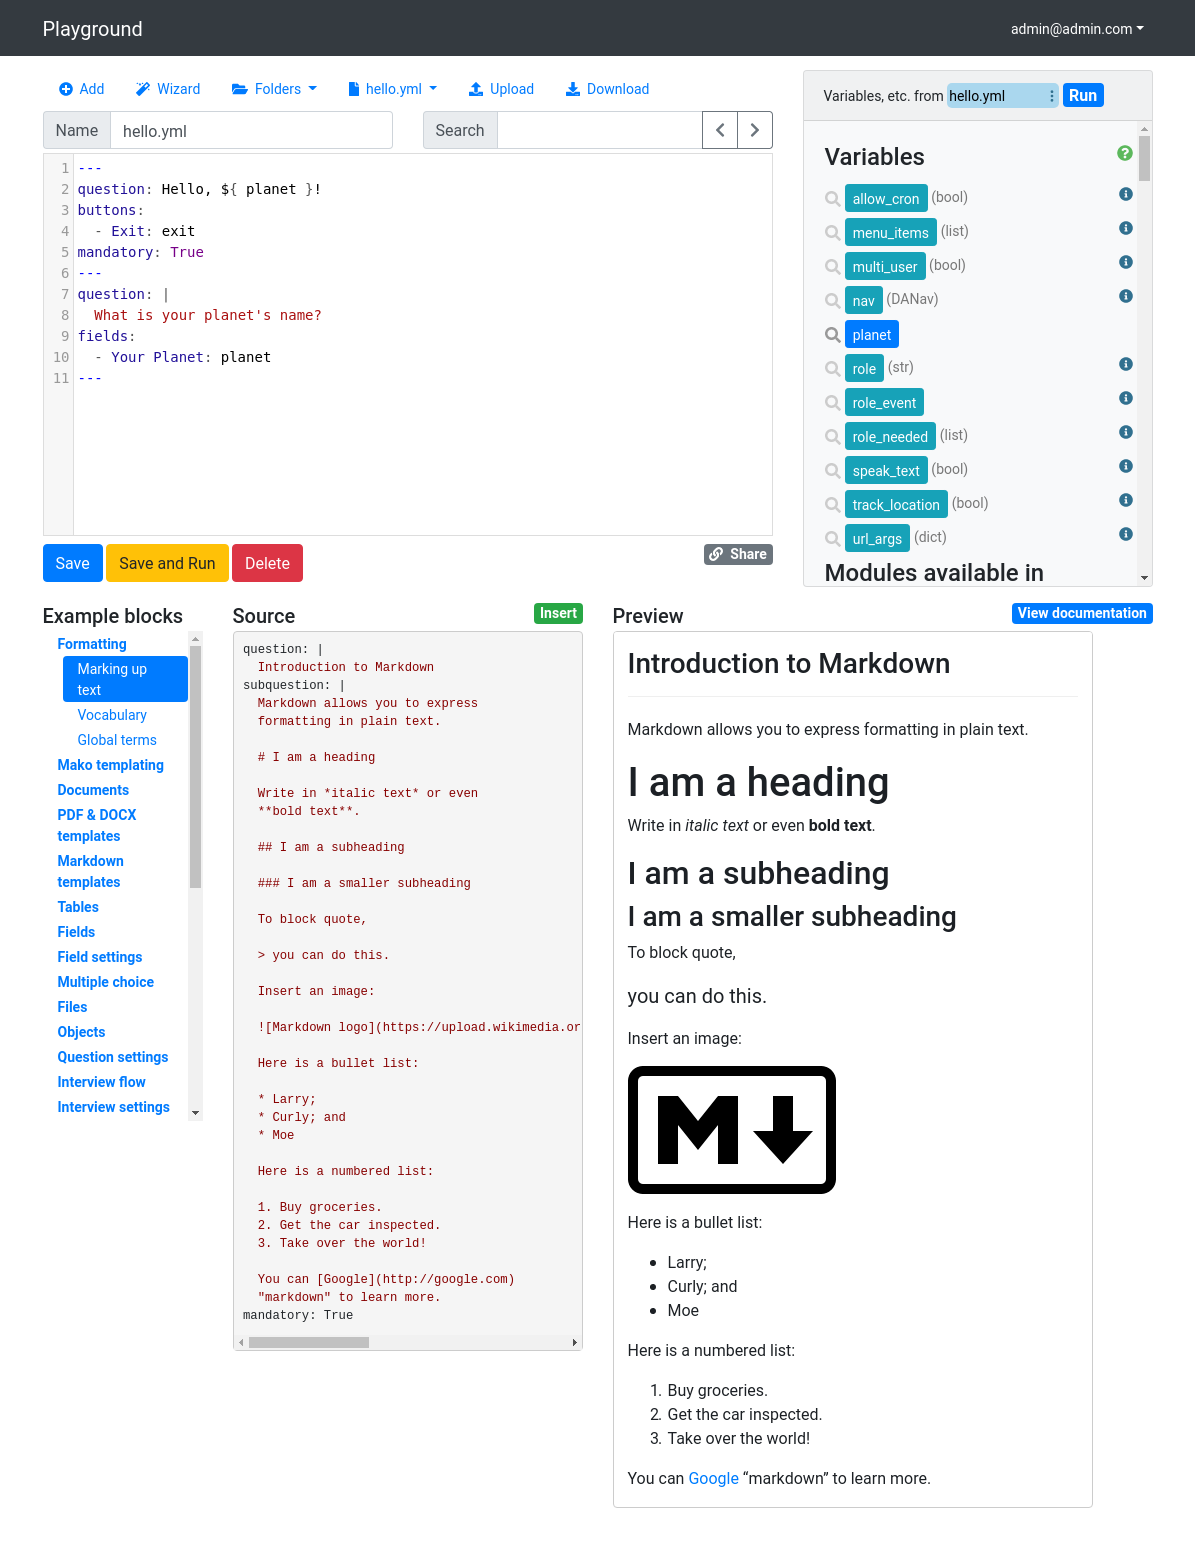 Playground
admin@admin.com
Add Wizard Folders hello.yml Upload Download
Name hello.yml Search
1 ---
2 question: Hello, ${ planet }!
3 buttons:
4   - Exit: exit
5 mandatory: True
6 ---
7 question: |
8   What is your planet's name?
9 fields:
10   - Your Planet: planet
11 ---
Save Save and Run Delete Share
Variables, etc. from hello.yml Run
Variables
allow_cron (bool)
menu_items (list)
multi_user (bool)
nav (DANav)
planet
role (str)
role_event
role_needed (list)
speak_text (bool)
track_location (bool)
url_args (dict)
Modules available in
Example blocks
Formatting
Marking up
text
Vocabulary
Global terms
Mako templating
Documents
PDF & DOCX
templates
Markdown
templates
Tables
Fields
Field settings
Multiple choice
Files
Objects
Question settings
Interview flow
Interview settings
Source Insert
question: |
  Introduction to Markdown
subquestion: |
  Markdown allows you to express
  formatting in plain text.
  # I am a heading
  Write in *italic text* or even
  **bold text**.
  ## I am a subheading
  ### I am a smaller subheading
  To block quote,
  > you can do this.
  Insert an image:
  ![Markdown logo](https://upload.wikimedia.or
  Here is a bullet list:
  * Larry;
  * Curly; and
  * Moe
  Here is a numbered list:
  1. Buy groceries.
  2. Get the car inspected.
  3. Take over the world!
  You can [Google](http://google.com)
  "markdown" to learn more.
mandatory: True
Preview View documentation
Introduction to Markdown
Markdown allows you to express formatting in plain text.
I am a heading
Write in italic text or even bold text.
I am a subheading
I am a smaller subheading
To block quote,
you can do this.
Insert an image:
M
Here is a bullet list:
• Larry;
• Curly; and
• Moe
Here is a numbered list:
1. Buy groceries.
2. Get the car inspected.
3. Take over the world!
You can Google “markdown” to learn more.